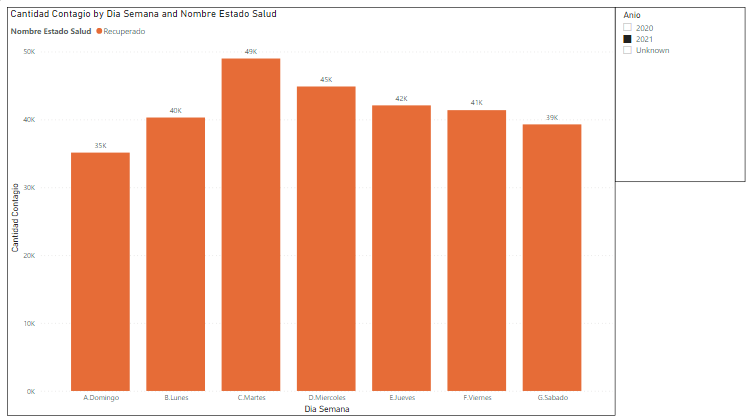 Cantidad Contagio by Dia Semana and Nombre Estado Salud
Nombre Estado Salud Recuperado
50K
40K
30K
20K
10K
0K
Cantidad Contagio
35K
40K
49K
45K
42K
41K
39K
A.Domingo
B.Lunes
C.Martes
D.Miercoles
E.Jueves
F.Viernes
G.Sabado
Dia Semana
Anio
2020
2021
Unknown